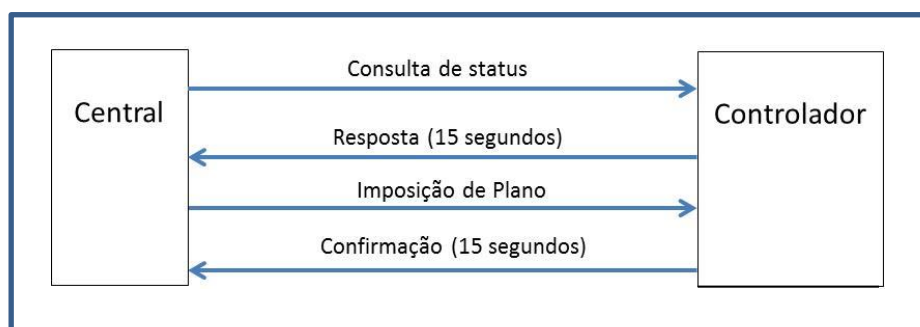 Consulta de status
Central
Controlador
Resposta (15 segundos)
Imposição de Plano
Confirmação (15 segundos)